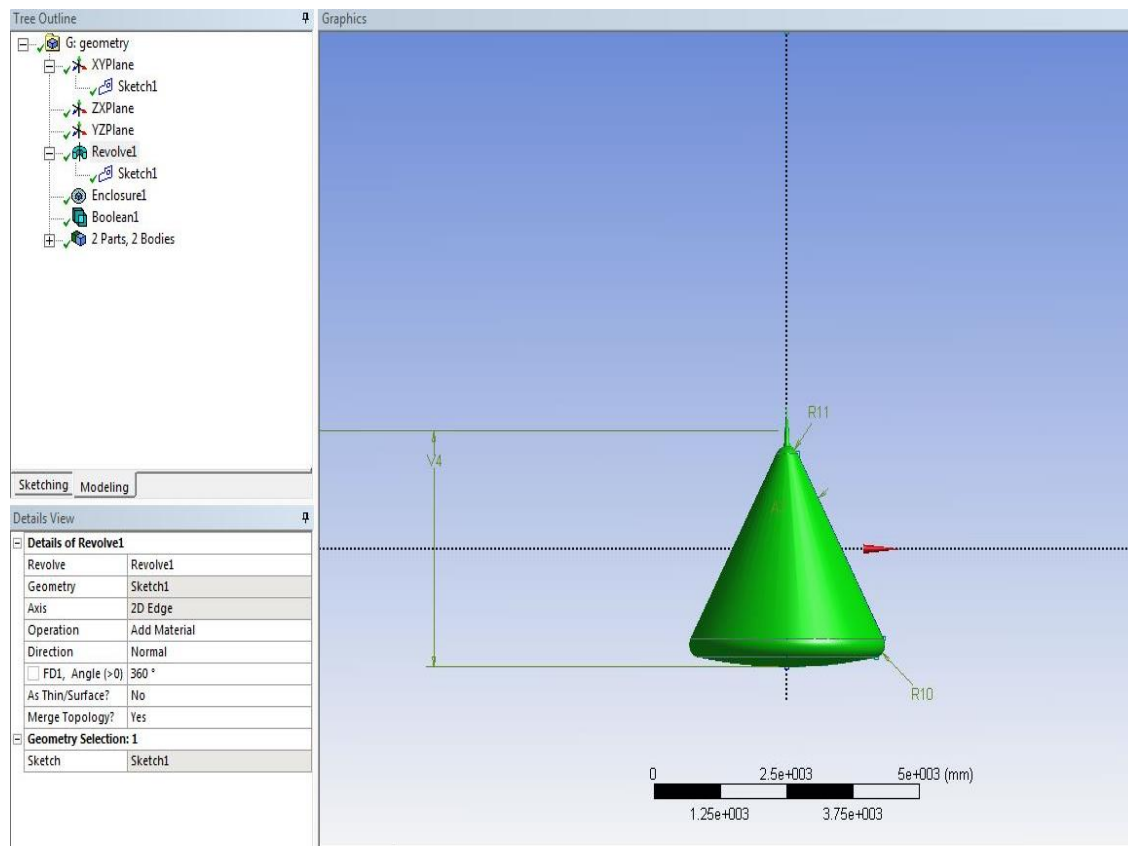 Tree Outline
G: geometry
XYPlane
Sketch1
ZXPlane
YZPlane
Revolve1
Sketch1
Enclosure1
Boolean1
2 Parts, 2 Bodies
Sketching Modeling
Details View
Details of Revolve1
Revolve Revolve1
Geometry Sketch1
Axis 2D Edge
Operation Add Material
Direction Normal
FD1, Angle (>0) 360 °
As Thin/Surface? No
Merge Topology? Yes
Geometry Selection: 1
Sketch Sketch1
Graphics
R11
V4
R10
0 2.5e+003 5e+003 (mm)
1.25e+003 3.75e+003